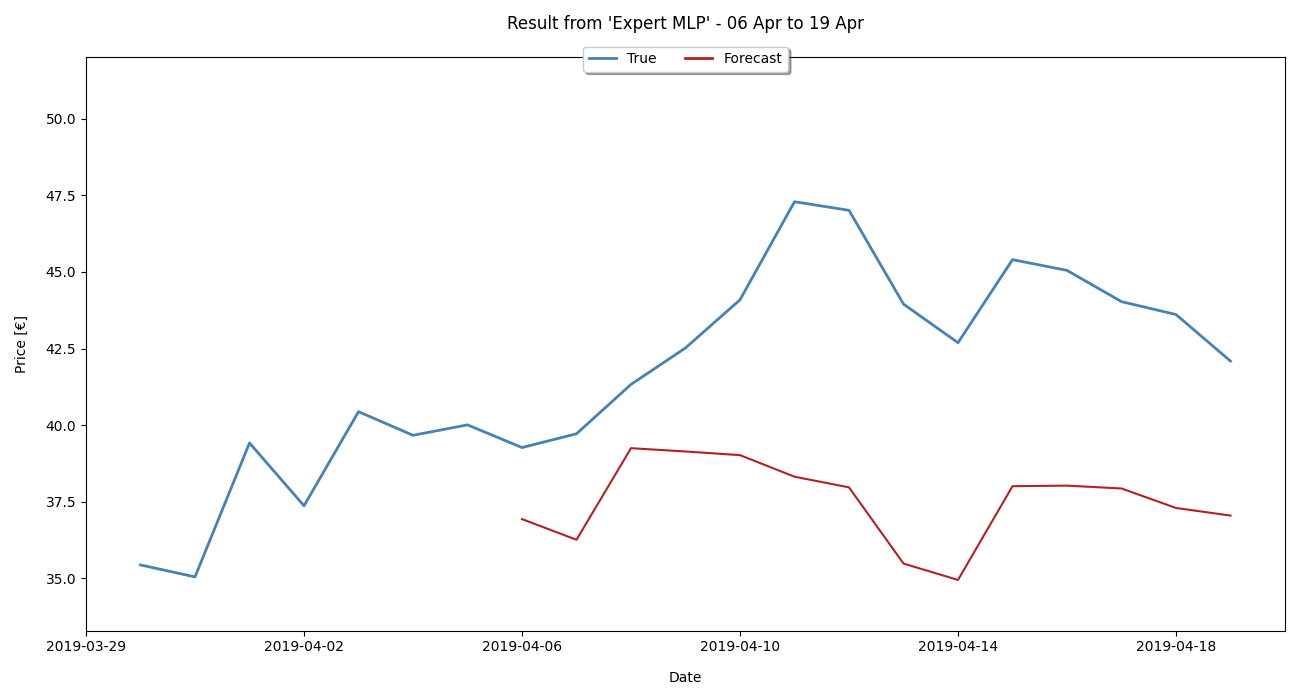 Result from 'Expert MLP' - 06 Apr to 19 Apr
True Forecast
50.0
47.5
45.0
42.5
40.0
37.5
35.0
Price [€]
2019-03-29 2019-04-02 2019-04-06 2019-04-10 2019-04-14 2019-04-18
Date